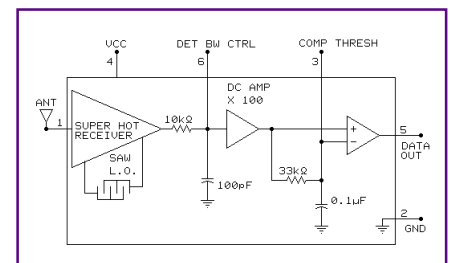 VCC
DET BW CTRL
COMP THRESH
4
6
3
DC AMP
X 100
ANT
1
SUPER HOT
RECEIVER
10kΩ
+
−
5
DATA
OUT
SAW
L.O.
33kΩ
100pF
0.1µF
2
GND